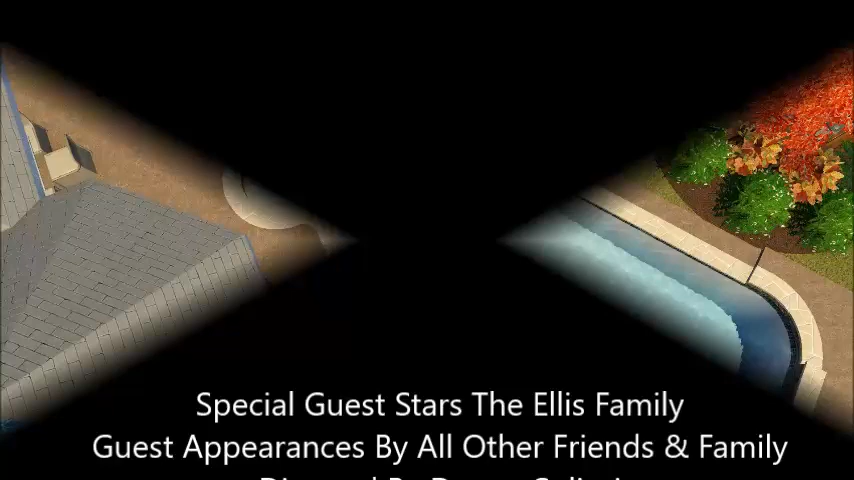 Special Guest Stars The Ellis Family
Guest Appearances By All Other Friends & Family